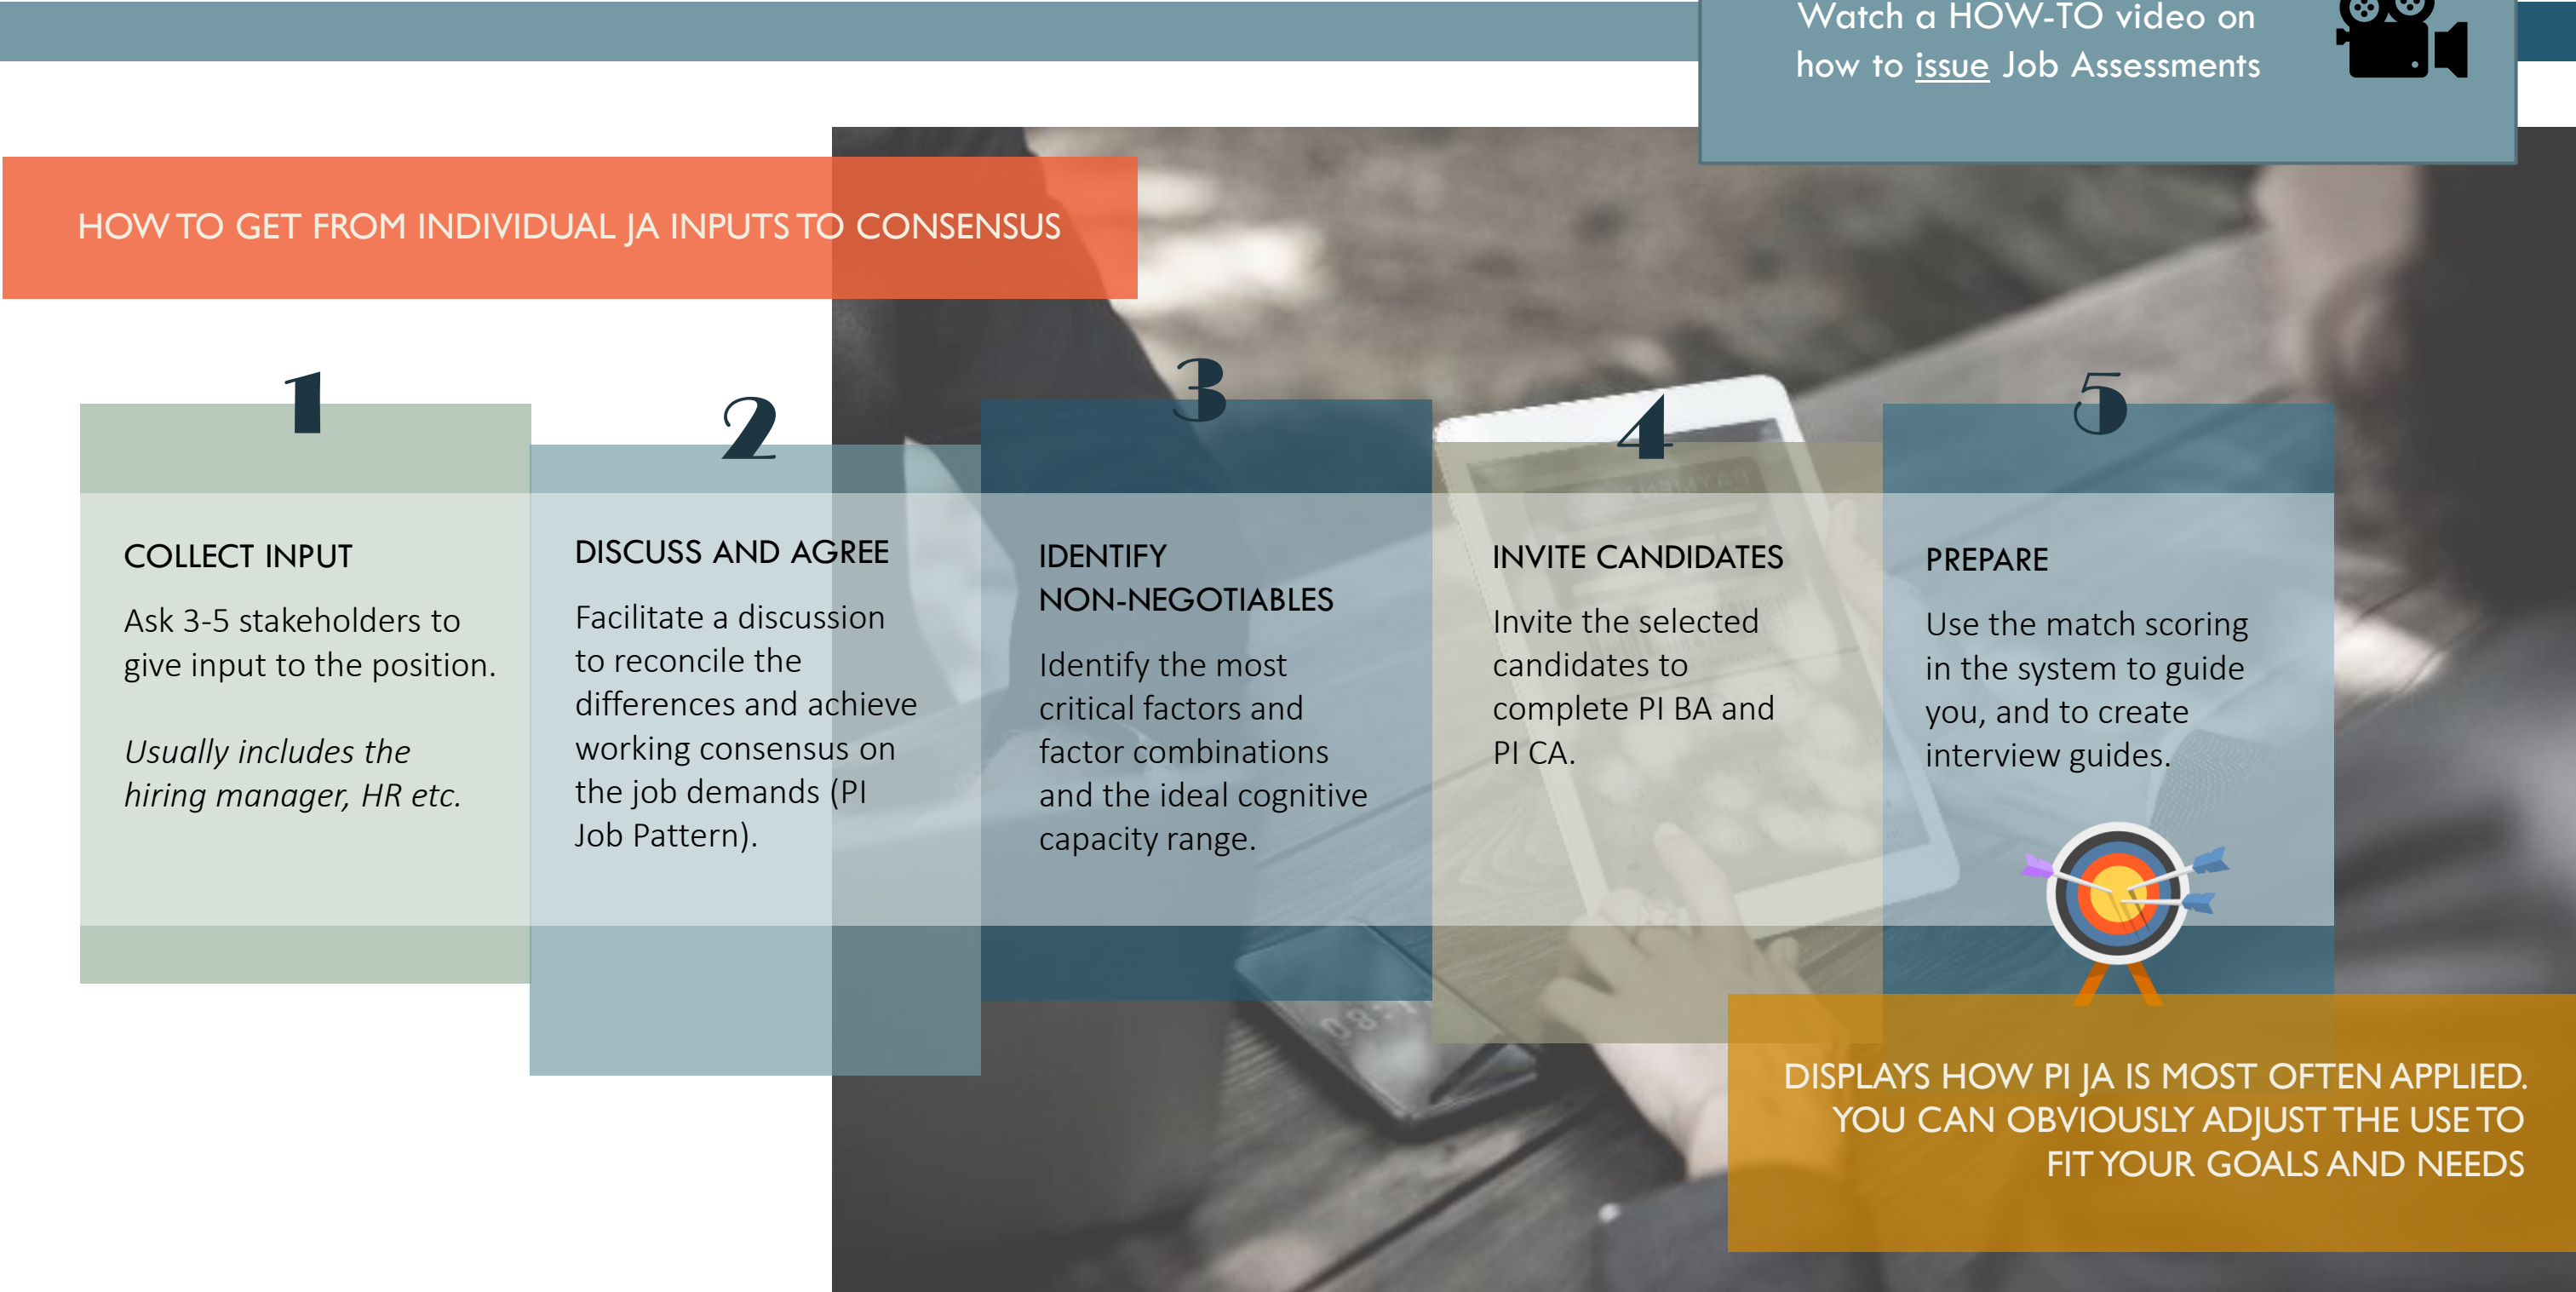 Watch a HOW-TO video on
how to issue Job Assessments
HOW TO GET FROM INDIVIDUAL JA INPUTS TO CONSENSUS
1
COLLECT INPUT
Ask 3-5 stakeholders to
give input to the position.
Usually includes the
hiring manager, HR etc.
2
DISCUSS AND AGREE
Facilitate a discussion
to reconcile the
differences and achieve
working consensus on
the job demands (PI
Job Pattern).
3
IDENTIFY
NON-NEGOTIABLES
Identify the most
critical factors and
factor combinations
and the ideal cognitive
capacity range.
4
PAYMENT
INVITE CANDIDATES
Invite the selected
candidates to
complete PI BA and
PI CA.
5
PREPARE
Use the match scoring
in the system to guide
you, and to create
interview guides.
DISPLAYS HOW PI JA IS MOST OFTEN APPLIED.
YOU CAN OBVIOUSLY ADJUST THE USE TO
FIT YOUR GOALS AND NEEDS